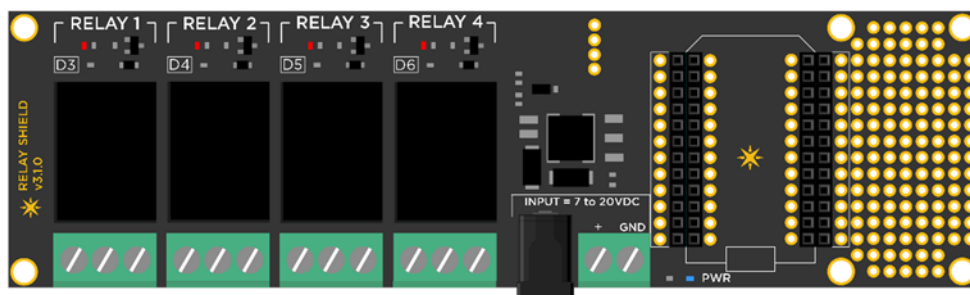 RELAY 1
RELAY 2
RELAY 3
RELAY 4
D3
D4
D5
D6
RELAY SHIELD
v3.1.0
INPUT = 7 to 20VDC
+ GND
PWR